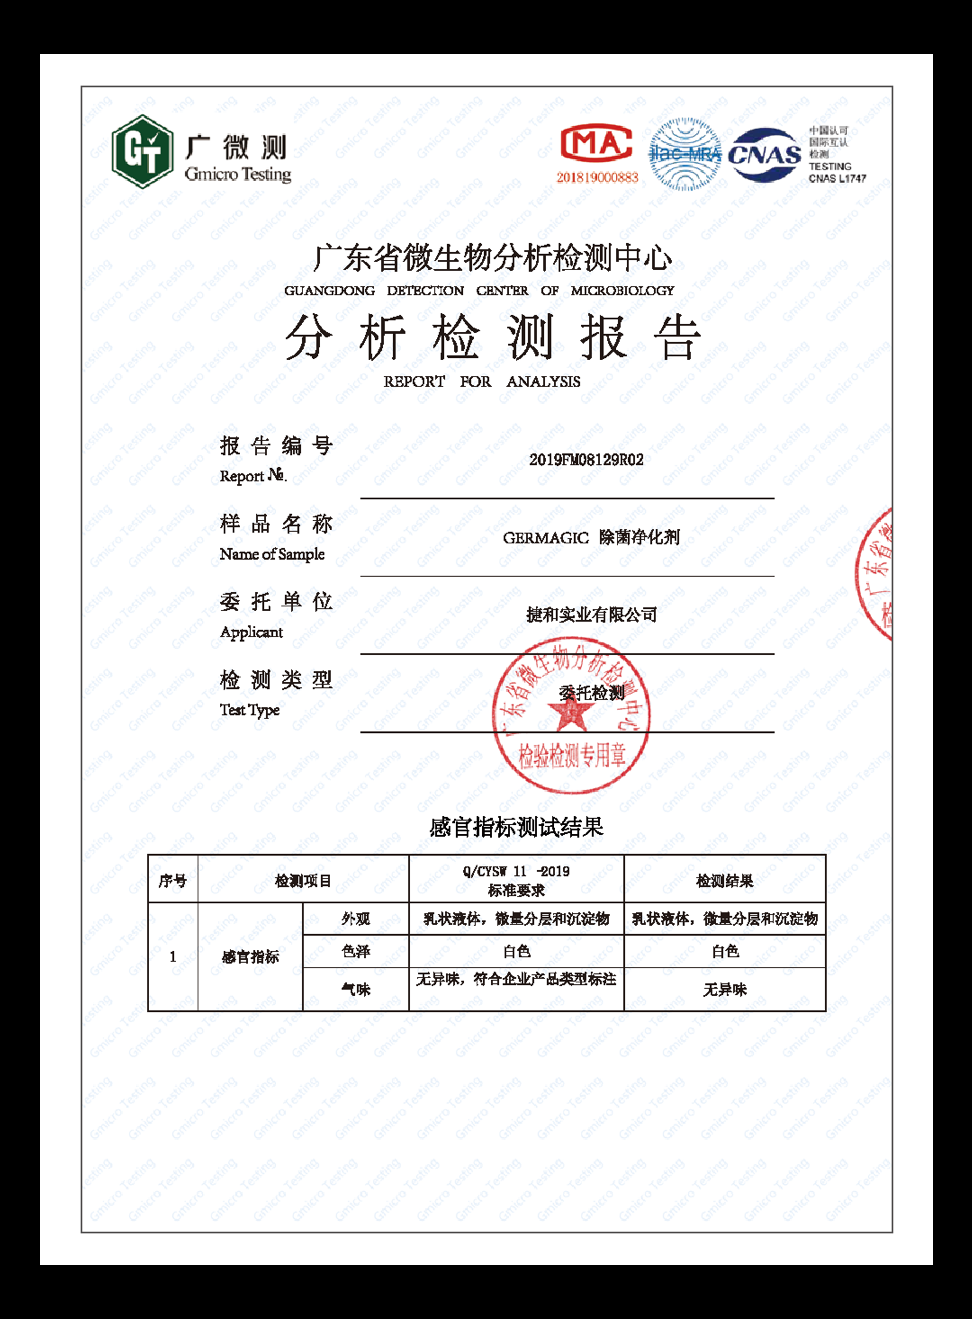 GT
广微测
Gmicro Testing
MA
201819000883
ilac-MRA
CNAS
中国认可
国际互认
检测
TESTING
CNAS L1747
广东省微生物分析检测中心
GUANGDONG DETECTION CENTER OF MICROBIOLOGY
分析检测报告
REPORT FOR ANALYSIS
报告编号
Report №.
2019FM08129R02
样品名称
Name of Sample
GERMAGIC 除菌净化剂
委托单位
Applicant
捷和实业有限公司
检测类型
Test Type
委托检测
广东省微生物分析检测中心
检验检测专用章
广东省微
检
感官指标测试结果
序号 检测项目 Q/CYSW 11 -2019 标准要求 检测结果
1 感官指标 外观 乳状液体，微量分层和沉淀物 乳状液体，微量分层和沉淀物
色泽 白色 白色
气味 无异味，符合企业产品类型标注 无异味